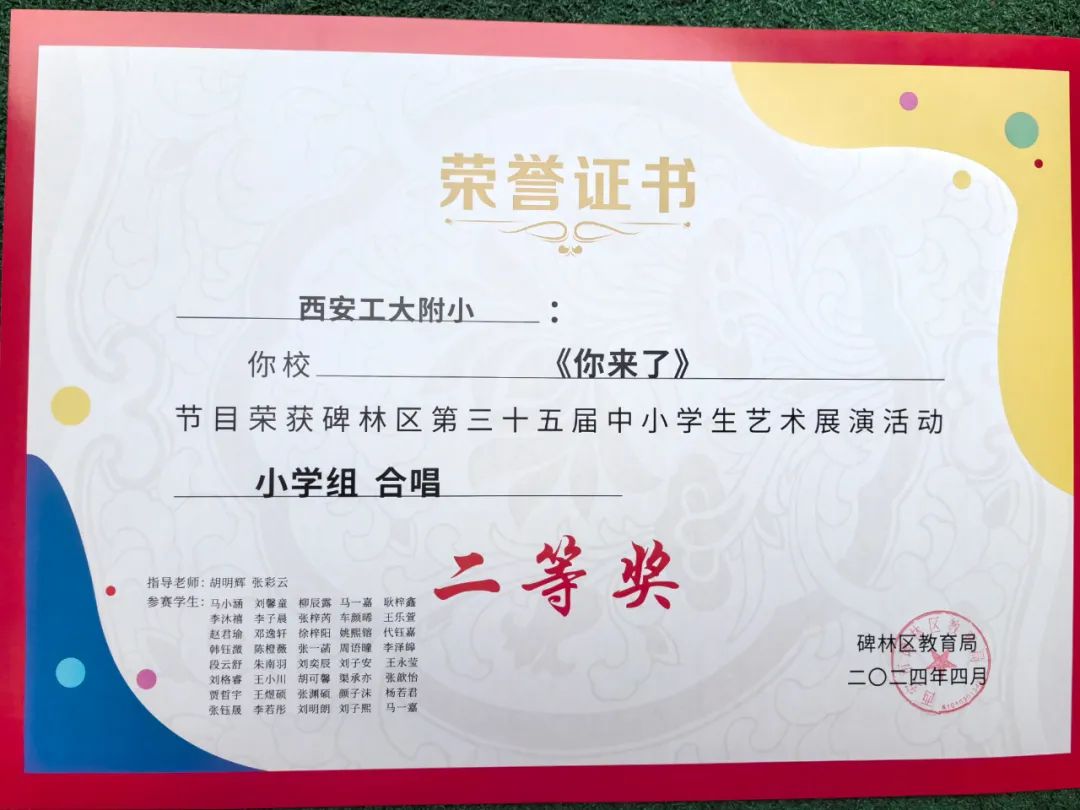 荣誉证书
西安工大附小：
你校 《你来了》
节目荣获碑林区第三十五届中小学生艺术展演活动
小学组 合唱
二等奖
指导老师：胡明辉 张彩云
参赛学生：马小涵 刘馨童 柳辰露 马一嘉 耿梓鑫
李沐禧 李子晨 张梓芮 车颜晞 王乐萱
赵君瑜 邓逸轩 徐梓阳 姚熙镕 代钰嘉
韩钰薇 陈橙薇 张一菡 周语瞳 李泽皞
段云舒 朱南羽 刘奕辰 刘子安 王永莹
刘格睿 王小川 胡可馨 渠承亦 张歆怡
贾哲宇 王煜硕 张渊硕 颜子沫 杨若君
张钰晟 李若彤 刘明朗 刘子熙 马一嘉
碑林区教育局
二〇二四年四月